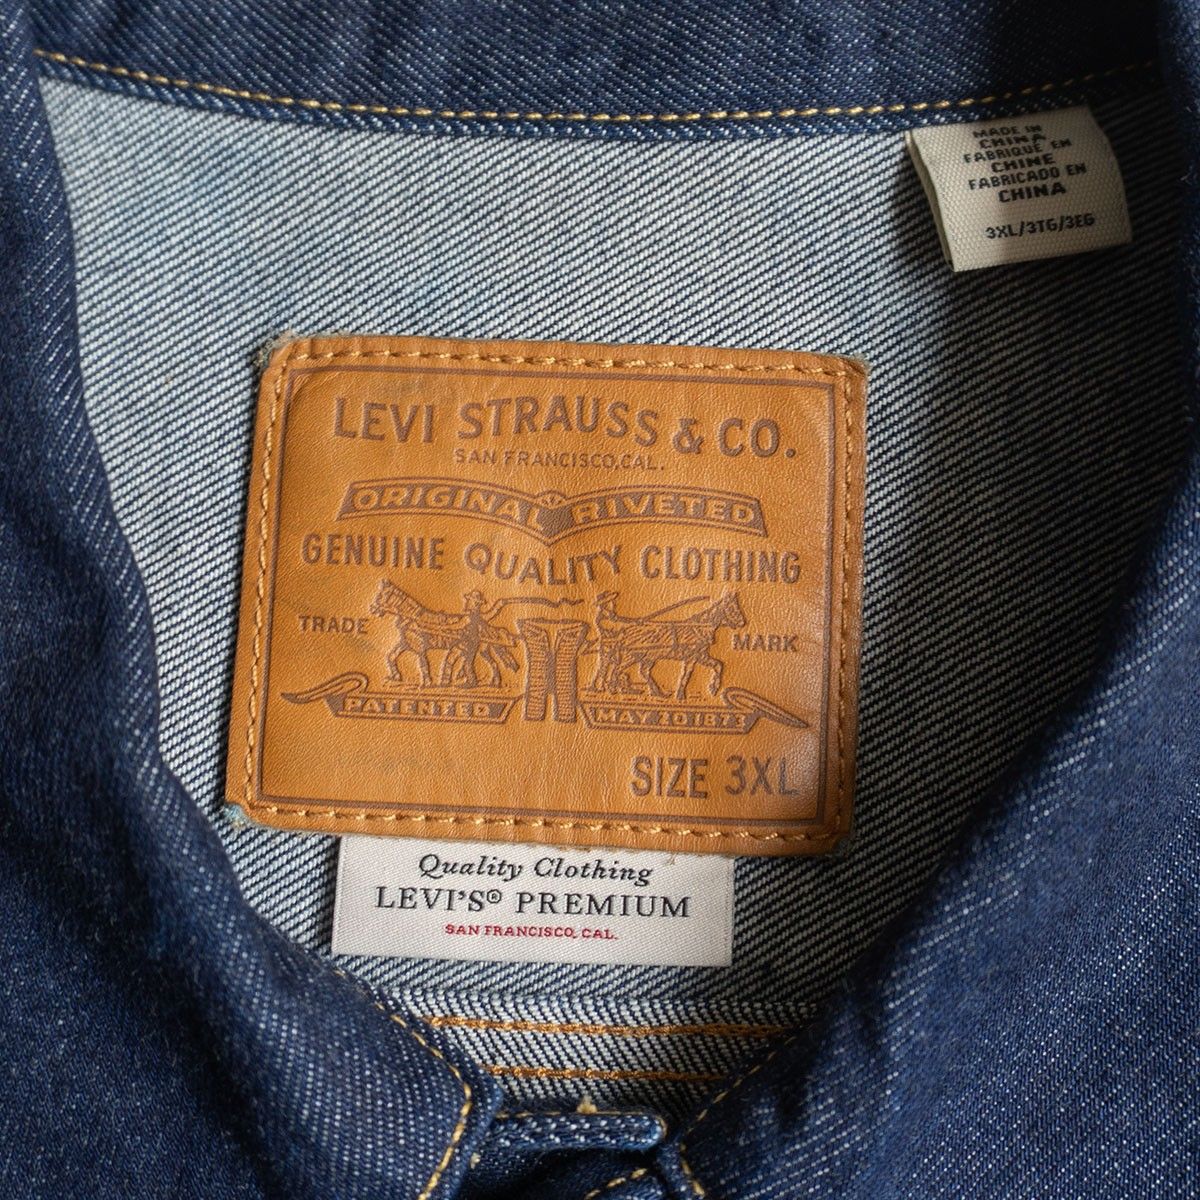 MADE IN
CHINA
FABRIQUÉ EN
CHINE
FABRICADO EN
CHINA
3XL/3TG/3EG
LEVI STRAUSS & CO.
SAN FRANCISCO, CAL.
ORIGINAL RIVETED
GENUINE QUALITY CLOTHING
TRADE MARK
PATENTED MAY 20 1873
SIZE 3XL
Quality Clothing
LEVI'S® PREMIUM
SAN FRANCISCO, CAL.